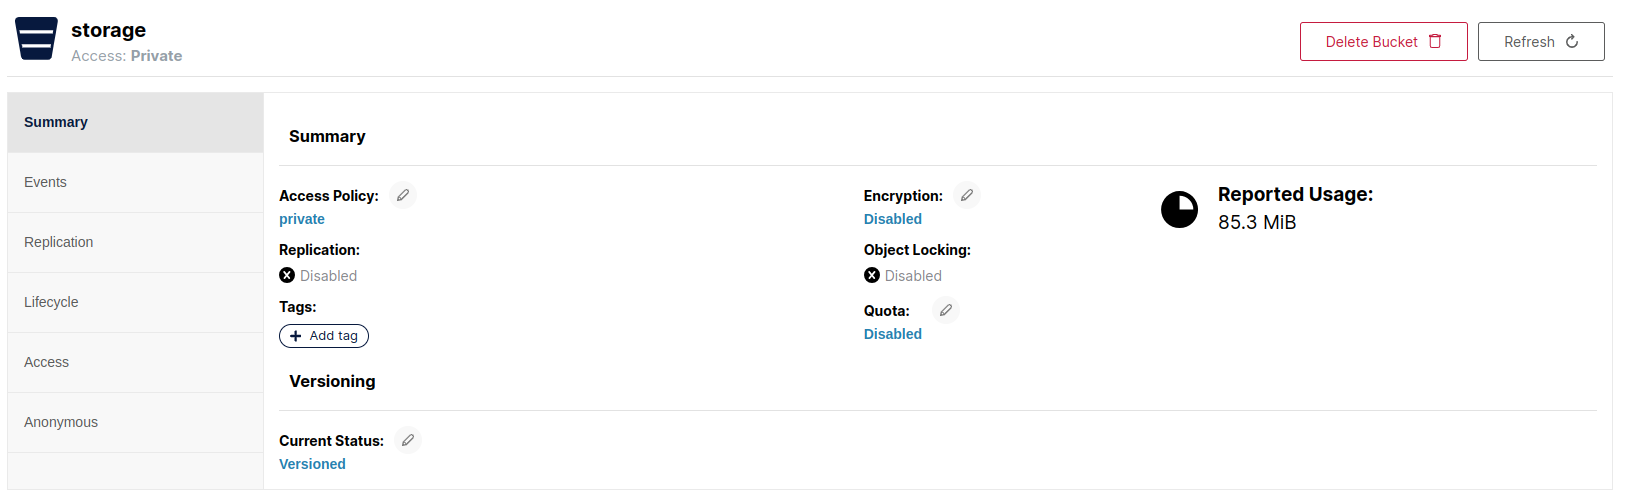 storage
Access: Private
Delete Bucket
Refresh
Summary
Events
Replication
Lifecycle
Access
Anonymous
Summary
Access Policy:
private
Replication:
Disabled
Tags:
Add tag
Encryption:
Disabled
Object Locking:
Disabled
Quota:
Disabled
Reported Usage:
85.3 MiB
Versioning
Current Status:
Versioned